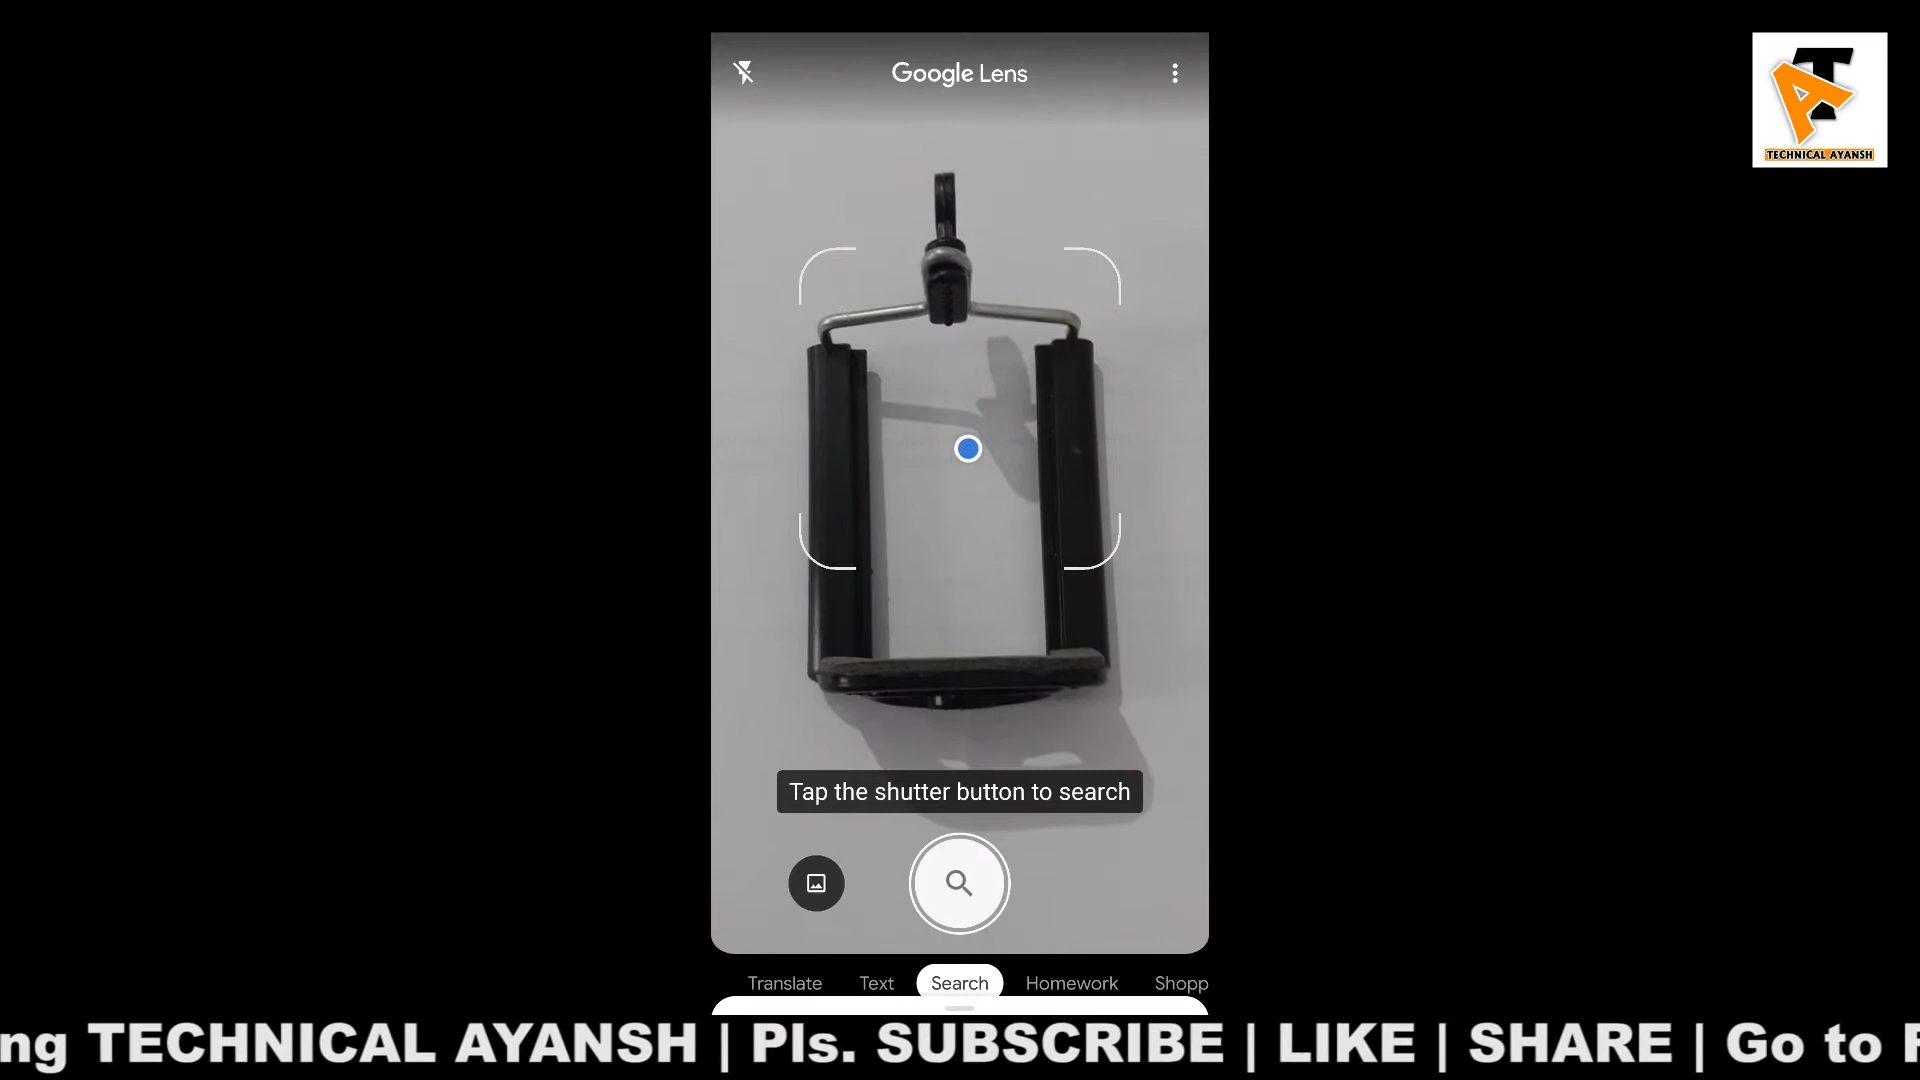 Google Lens
TECHNICAL AYANSH
Tap the shutter button to search
Translate Text Search Homework Shopp
ng TECHNICAL AYANSH | Pls. SUBSCRIBE | LIKE | SHARE | Go to